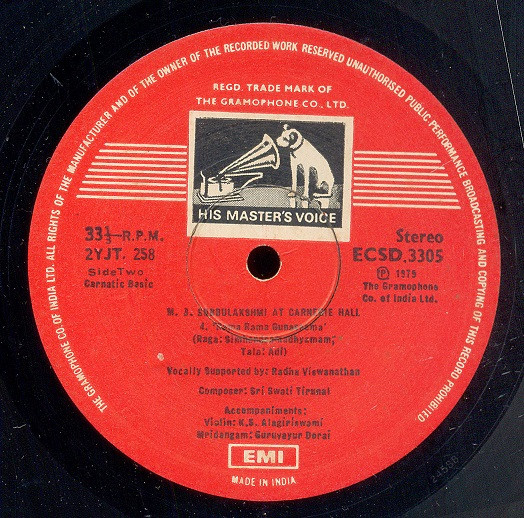 THE GRAMOPHONE CO. OF INDIA LTD. ALL RIGHTS OF THE MANUFACTURER AND OF THE OWNER OF THE RECORDED WORK RESERVED UNAUTHORISED PUBLIC PERFORMANCE BROADCASTING AND COPYING OF THIS RECORD PROHIBITED
REGD. TRADE MARK OF
THE GRAMOPHONE CO., LTD.
HIS MASTER'S VOICE
33⅓-R.P.M.
2YJT. 258
Side Two
Carnatic Basic
Stereo
ECSD.3305
Ⓟ 1979
The Gramophone
Co. of India Ltd.
M. S. SUBBULAKSHMI AT CARNEGIE HALL
4. 'Rama Rama Gunaseema'
(Raga: Simhendramadhyamam,
Tala: Adi)
Vocally Supported by: Radha Viswanathan
Composer: Sri Swati Tirunal
Accompaniments:
Violin: K.S. Alagiriswami
Mridangam: Guruvayur Dorai
EMI
MADE IN INDIA